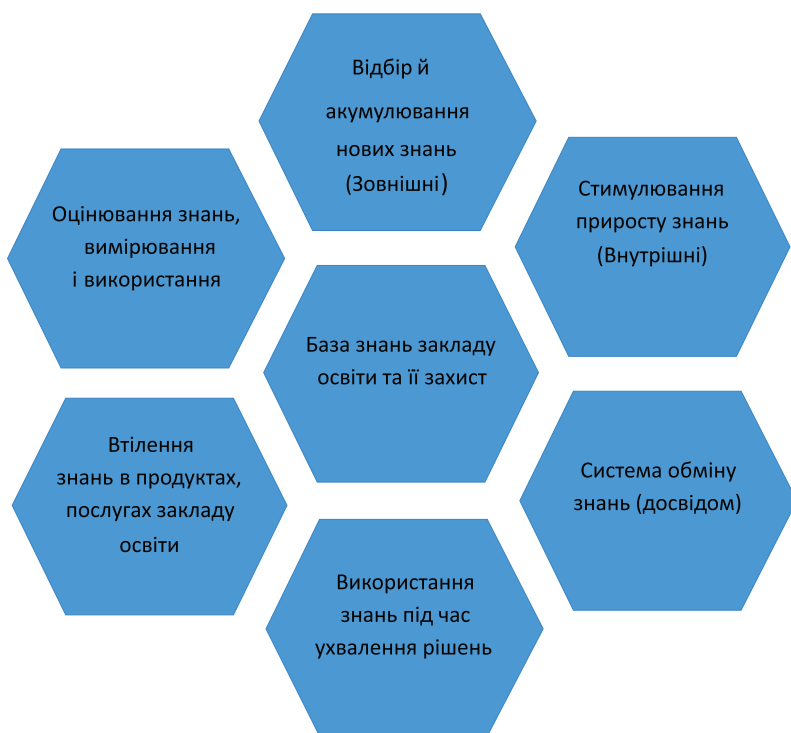 Відбір й
акумулювання
нових знань
(Зовнішні)
Оцінювання знань,
вимірювання
і використання
Стимулювання
приросту знань
(Внутрішні)
База знань закладу
освіти та її захист
Втілення
знань в продуктах,
послугах закладу
освіти
Система обміну
знань (досвідом)
Використання
знань під час
ухвалення рішень